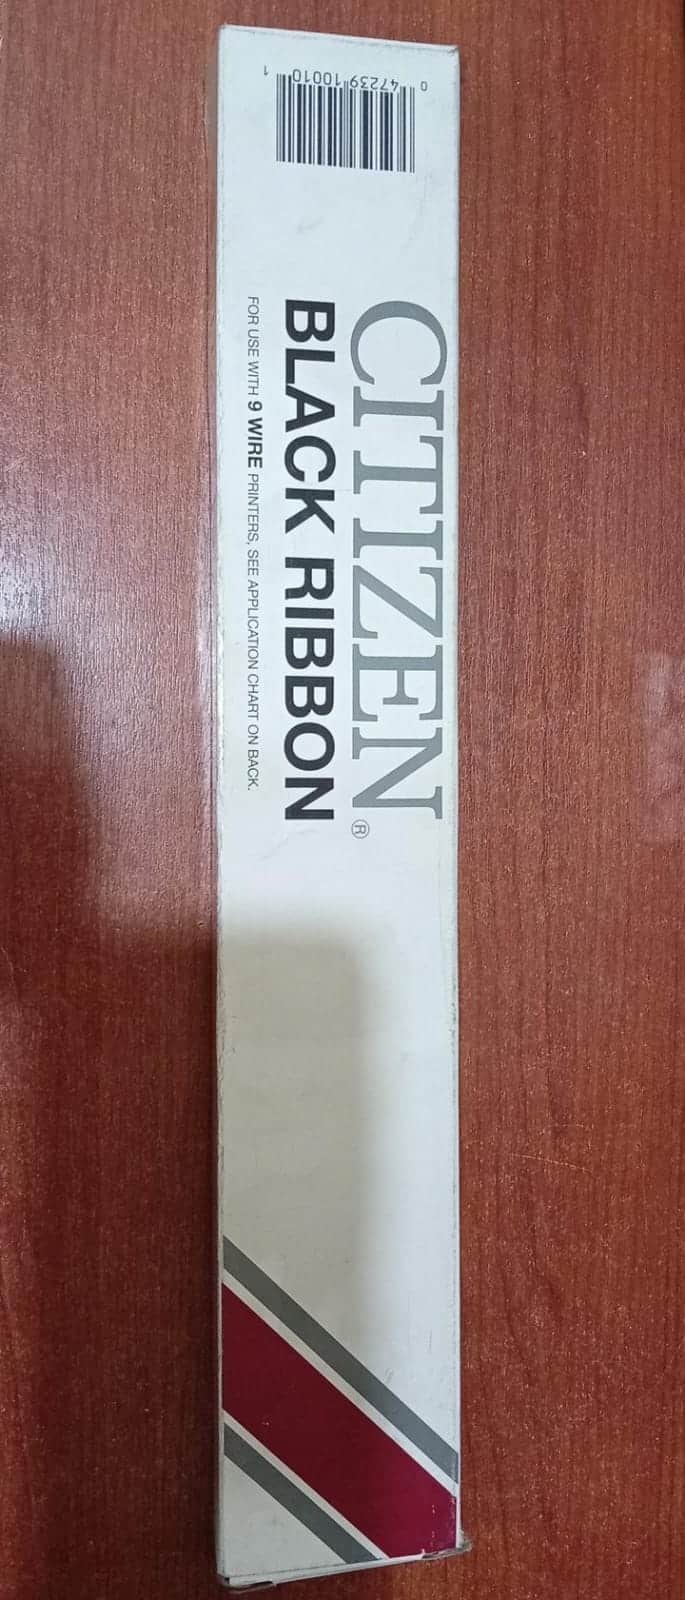 0 47239 10010 1
CITIZEN®
BLACK RIBBON
FOR USE WITH 9 WIRE PRINTERS, SEE APPLICATION CHART ON BACK.